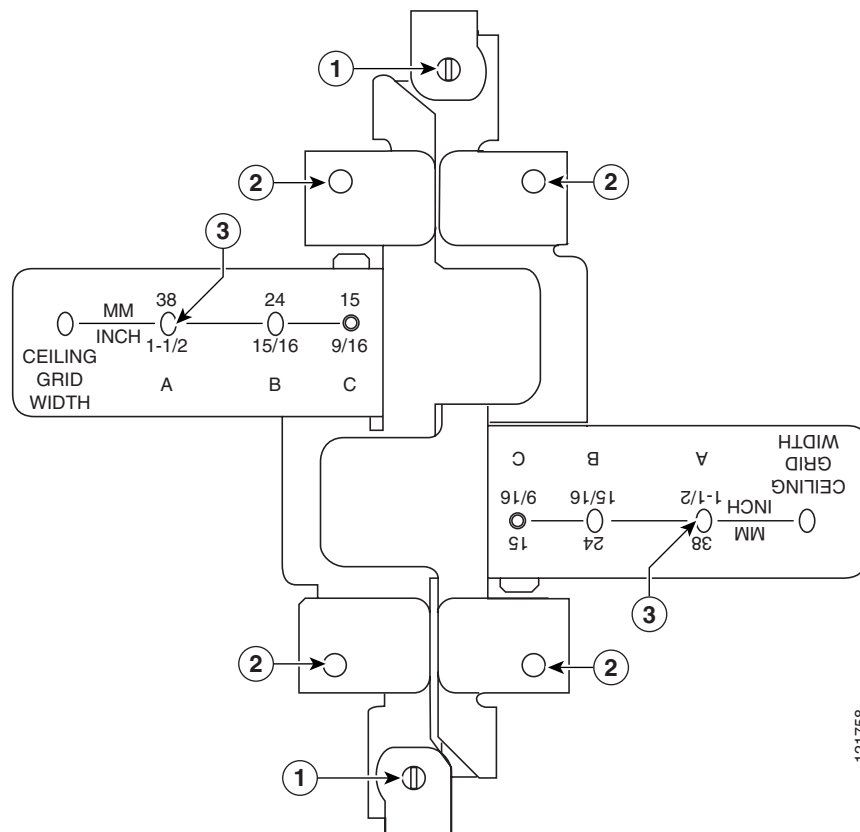 1
2
2
3
38 24 15
MM
INCH
1-1/2 15/16 9/16
CEILING
GRID
WIDTH
A B C
CEILING
GRID
WIDTH
A B C
1-1/2 15/16 9/16
INCH
MM
38 24 15
3
2
2
1
121758